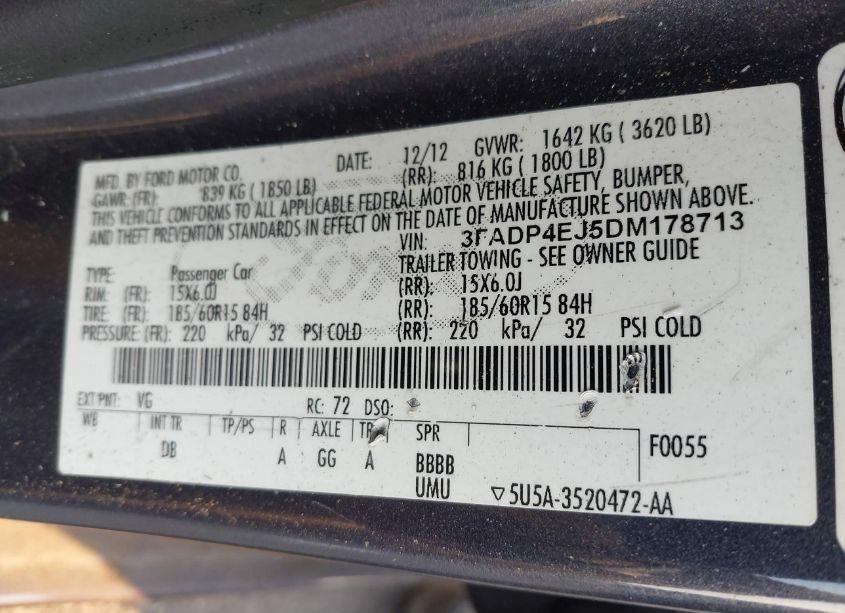 MFD. BY FORD MOTOR CO. DATE: 12/12 GVWR: 1642 KG ( 3620 LB)
GAWR: (FR): 839 KG ( 1850 LB) (RR): 816 KG ( 1800 LB)
THIS VEHICLE CONFORMS TO ALL APPLICABLE FEDERAL MOTOR VEHICLE SAFETY, BUMPER,
AND THEFT PREVENTION STANDARDS IN EFFECT ON THE DATE OF MANUFACTURE SHOWN ABOVE.
VIN: 3FADP4EJ5DM178713
TYPE: Passenger Car TRAILER TOWING - SEE OWNER GUIDE
RIM: (FR): 15X6.0J (RR): 15X6.0J
TIRE: (FR): 185/60R15 84H (RR): 185/60R15 84H
PRESSURE: (FR): 220 kPa/ 32 PSI COLD (RR): 220 kPa/ 32 PSI COLD
EXT PNT: VG RC: 72 DSO:
WB INT TR TP/PS R AXLE TR SPR F0055
DB A GG A BBBB
UMU ▽5U5A-3520472-AA